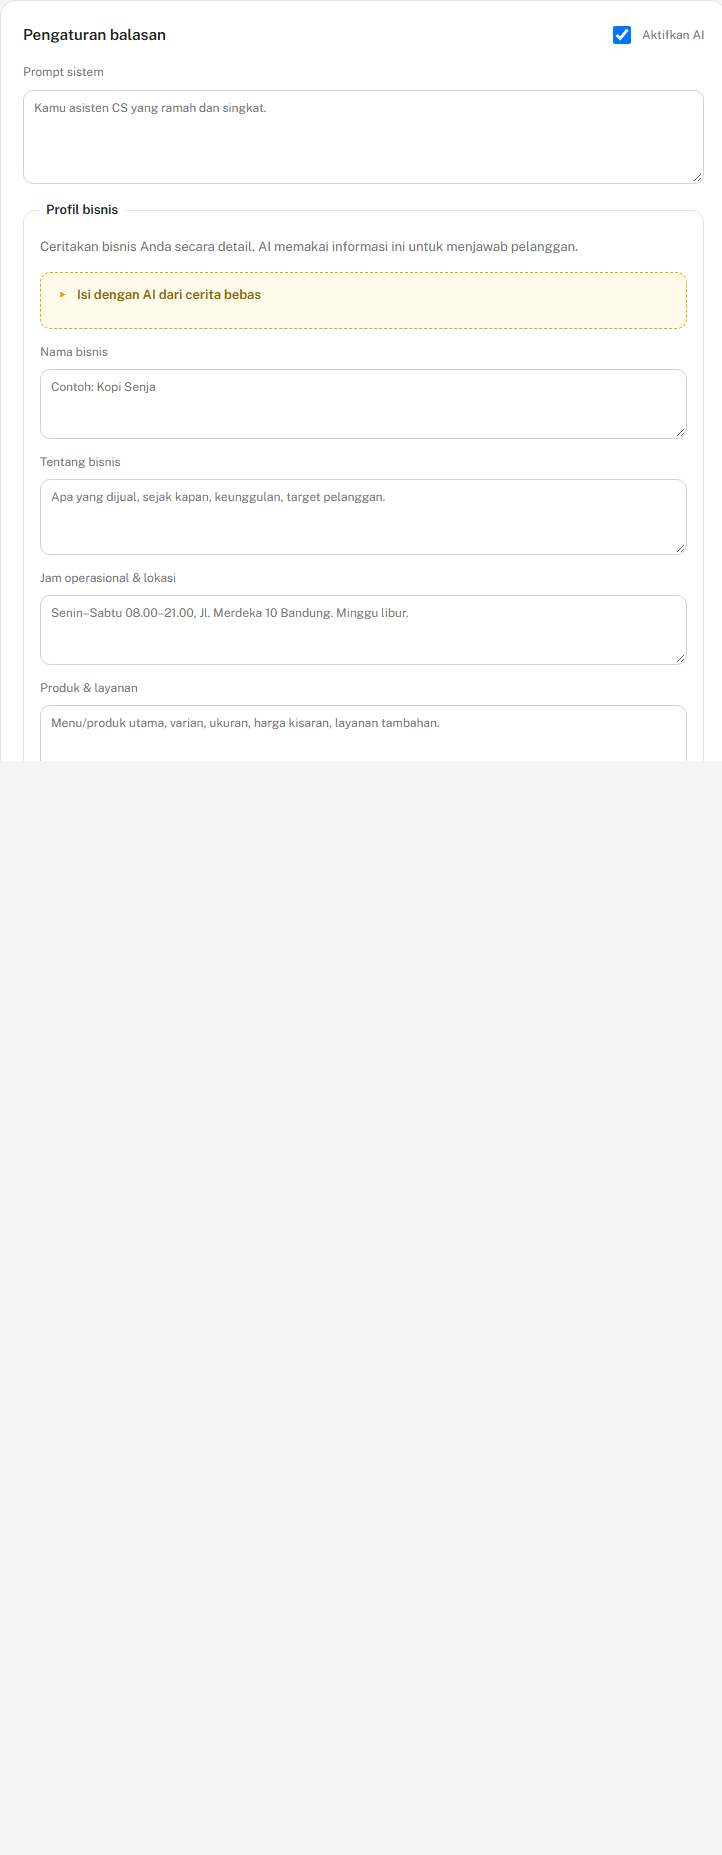 Pengaturan balasan
Aktifkan AI
Prompt sistem
Kamu asisten CS yang ramah dan singkat.
Profil bisnis
Ceritakan bisnis Anda secara detail. AI memakai informasi ini untuk menjawab pelanggan.
Isi dengan AI dari cerita bebas
Nama bisnis
Contoh: Kopi Senja
Tentang bisnis
Apa yang dijual, sejak kapan, keunggulan, target pelanggan.
Jam operasional & lokasi
Senin–Sabtu 08.00–21.00, Jl. Merdeka 10 Bandung. Minggu libur.
Produk & layanan
Menu/produk utama, varian, ukuran, harga kisaran, layanan tambahan.